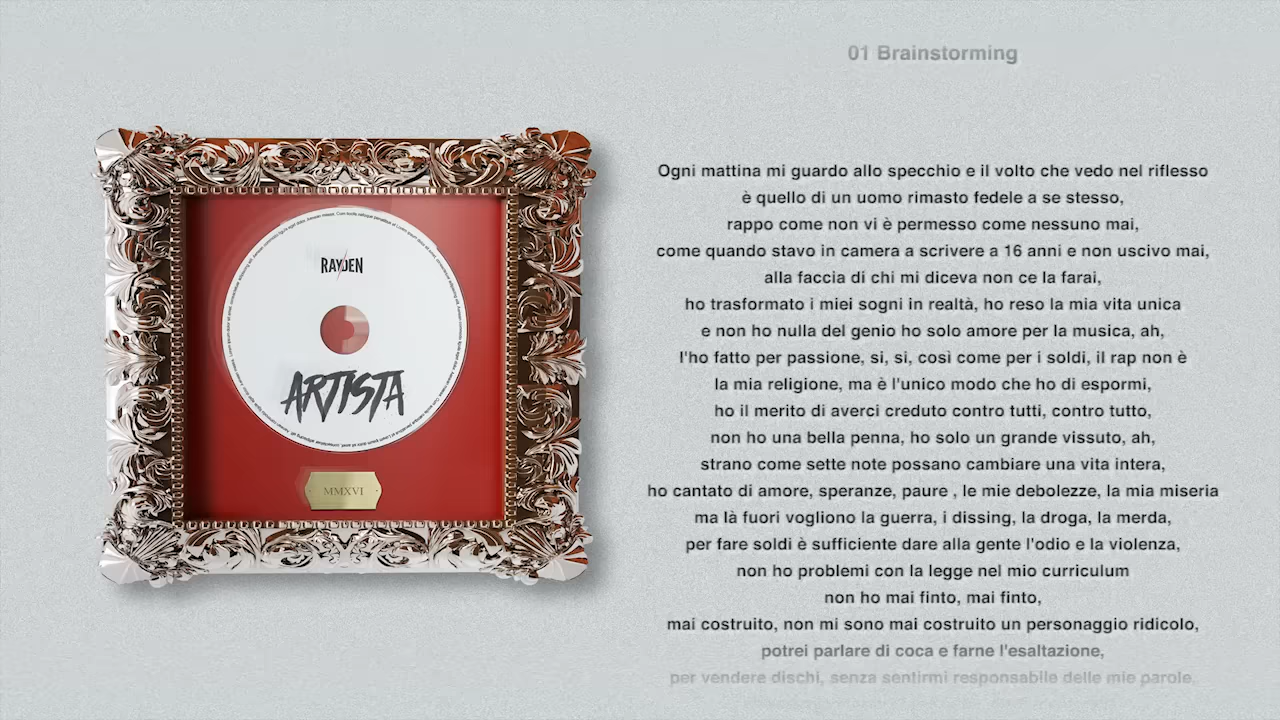 01 Brainstorming
RAYDEN
ARTISTA
MMXVI
Ogni mattina mi guardo allo specchio e il volto che vedo nel riflesso
è quello di un uomo rimasto fedele a se stesso,
rappo come non vi è permesso come nessuno mai,
come quando stavo in camera a scrivere a 16 anni e non uscivo mai,
alla faccia di chi mi diceva non ce la farai,
ho trasformato i miei sogni in realtà, ho reso la mia vita unica
e non ho nulla del genio ho solo amore per la musica, ah,
l'ho fatto per passione, si, si, così come per i soldi, il rap non è
la mia religione, ma è l'unico modo che ho di espormi,
ho il merito di averci creduto contro tutti, contro tutto,
non ho una bella penna, ho solo un grande vissuto, ah,
strano come sette note possano cambiare una vita intera,
ho cantato di amore, speranze, paure , le mie debolezze, la mia miseria
ma là fuori vogliono la guerra, i dissing, la droga, la merda,
per fare soldi è sufficiente dare alla gente l'odio e la violenza,
non ho problemi con la legge nel mio curriculum
non ho mai finto, mai finto,
mai costruito, non mi sono mai costruito un personaggio ridicolo,
potrei parlare di coca e farne l'esaltazione,
per vendere dischi, senza sentirmi responsabile delle mie parole.